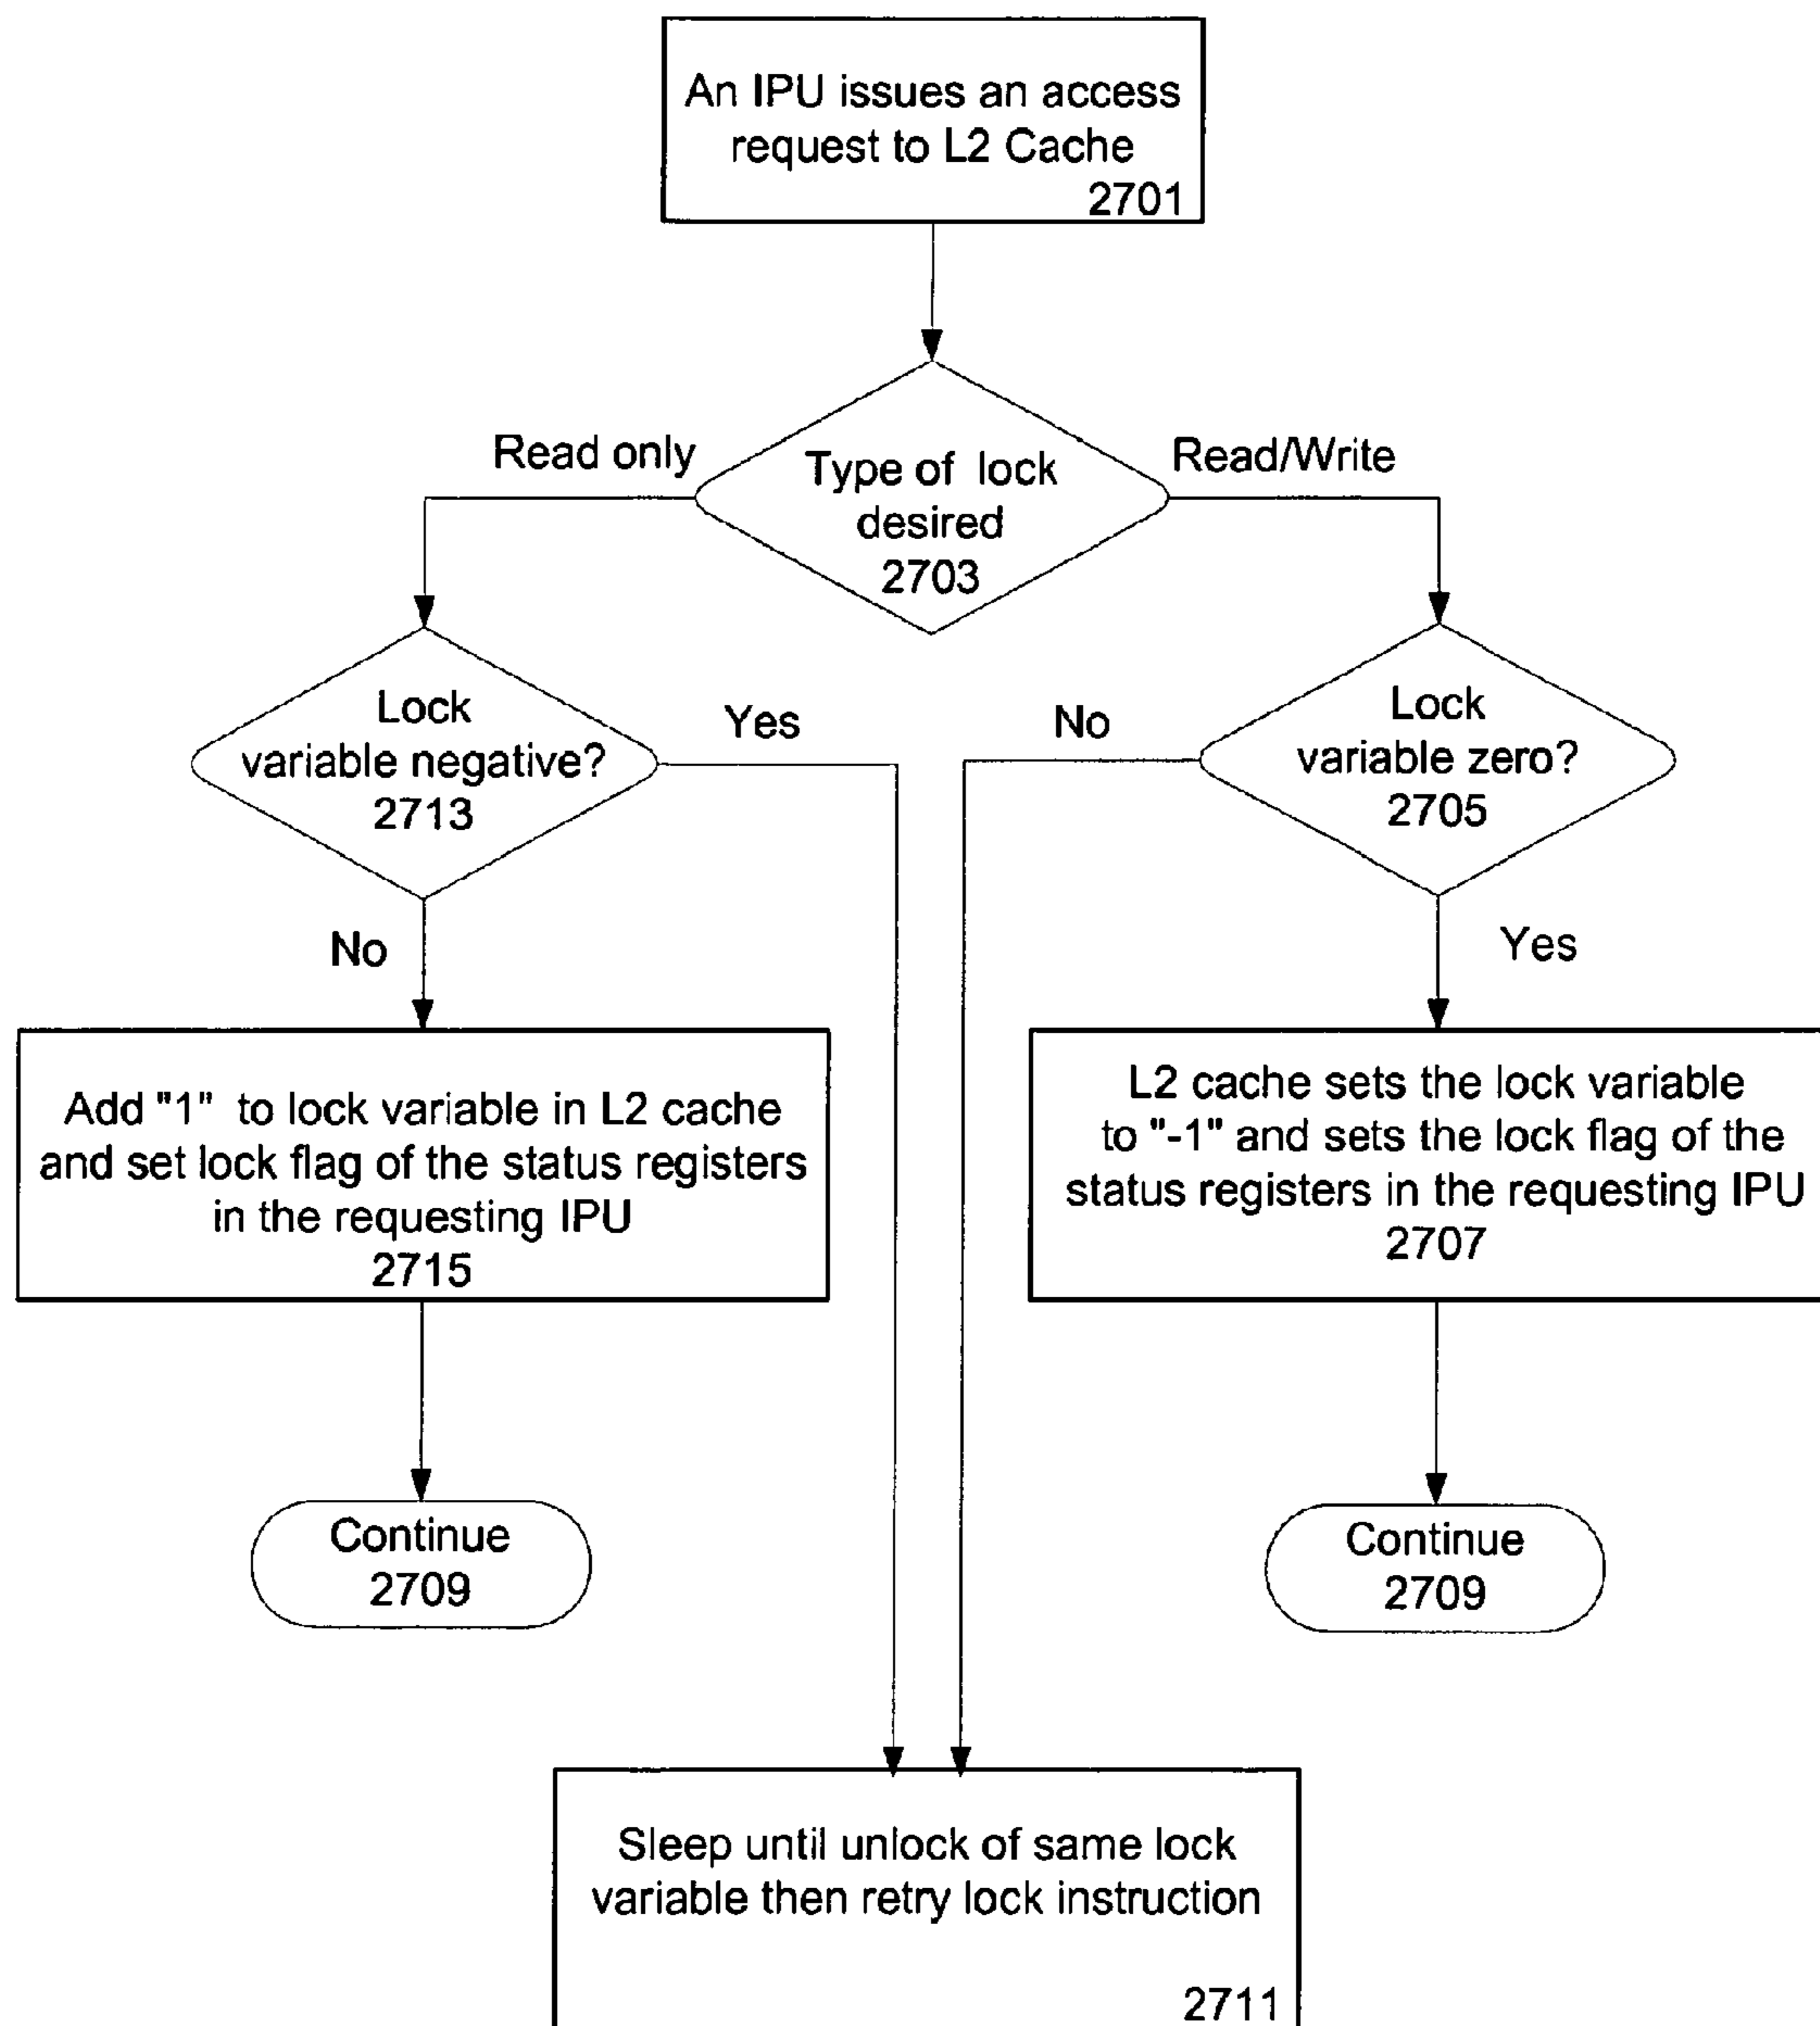 An IPU issues an access
request to L2 Cache
2701
Read only
Type of lock
desired
2703
Read/Write
Lock
variable negative?
2713
Yes
No
Lock
variable zero?
2705
No
Yes
Add "1" to lock variable in L2 cache
and set lock flag of the status registers
in the requesting IPU
2715
L2 cache sets the lock variable
to "-1" and sets the lock flag of the
status registers in the requesting IPU
2707
Continue
2709
Continue
2709
Sleep until unlock of same lock
variable then retry lock instruction
2711